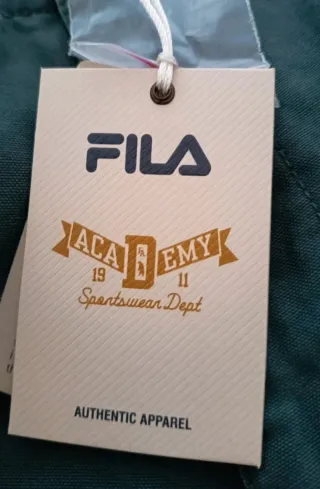 FILA
ACADEMY
19 11
Sportswear Dept
AUTHENTIC APPAREL